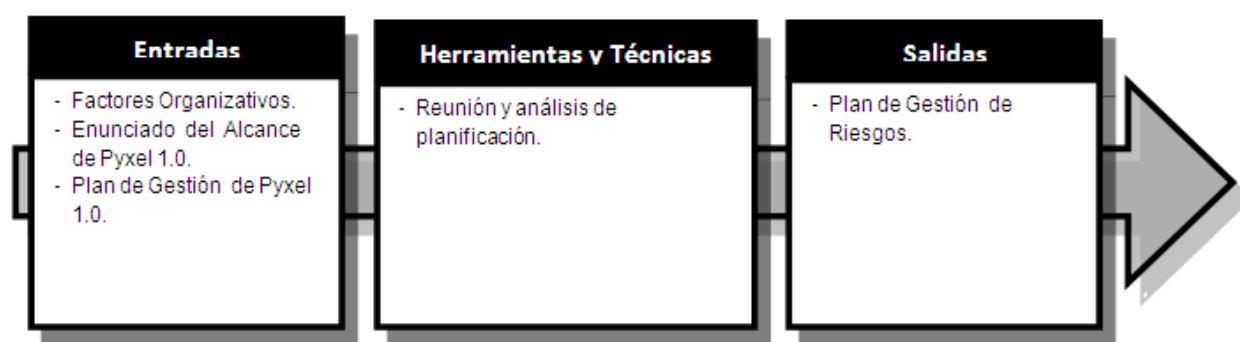 Entradas
- Factores Organizativos.
- Enunciado del Alcance
de Pyxel 1.0.
- Plan de Gestión de Pyxel
1.0.
Herramientas y Técnicas
- Reunión y análisis de
planificación.
Salidas
- Plan de Gestión de
Riesgos.